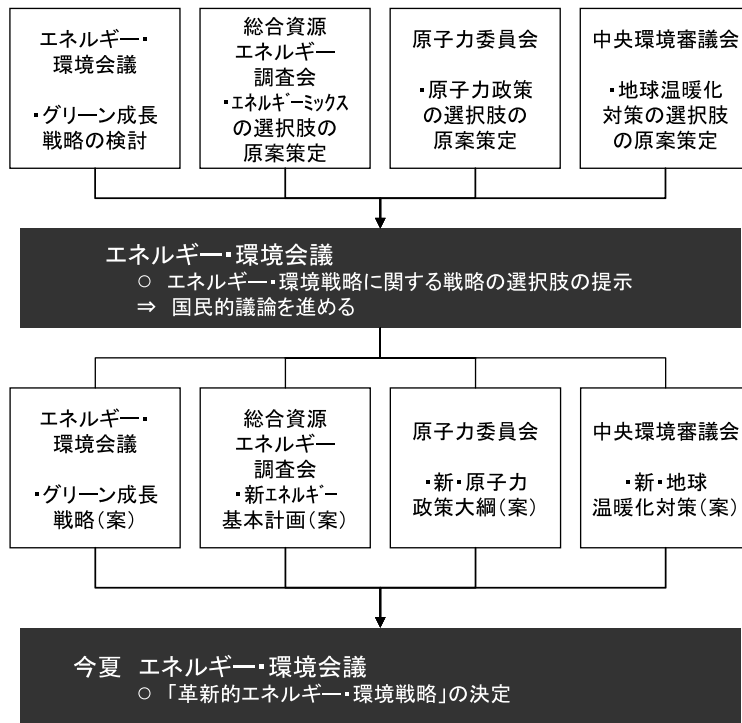 エネルギー・
環境会議
・グリーン成長
戦略の検討
総合資源
エネルギー
調査会
・エネルギーミックス
の選択肢の
原案策定
原子力委員会
・原子力政策
の選択肢の
原案策定
中央環境審議会
・地球温暖化
対策の選択肢
の原案策定
エネルギー・環境会議
○ エネルギー・環境戦略に関する戦略の選択肢の提示
⇒ 国民的議論を進める
エネルギー・
環境会議
・グリーン成長
戦略（案）
総合資源
エネルギー
調査会
・新エネルギー
基本計画（案）
原子力委員会
・新・原子力
政策大綱（案）
中央環境審議会
・新・地球
温暖化対策（案）
今夏 エネルギー・環境会議
○ 「革新的エネルギー・環境戦略」の決定